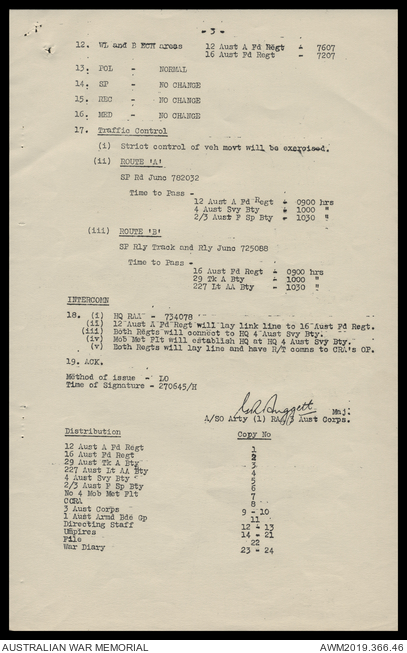 - 3 -
12. WL and B ECH areas 12 Aust A Fd Regt - 7607
16 Aust Fd Regt - 7207
13. POL - NORMAL
14. SP - NO CHANGE
15. REC - NO CHANGE
16. MED - NO CHANGE
17. Traffic Control
(i) Strict control of veh movt will be exercised.
(ii) ROUTE 'A'
SP Rd Junc 782032
Time to Pass -
12 Aust A Fd Regt - 0900 hrs
4 Aust Svy Bty - 1000 "
2/3 Aust F Sp Bty - 1030 "
(iii) ROUTE 'B'
SP Rly Track and Rly Junc 725088
Time to Pass -
16 Aust Fd Regt - 0900 hrs
29 Tk A Bty - 1000 "
227 Lt AA Bty - 1030 "
INTERCOMN
18. (i) HQ RAA - 734078
(ii) 12 Aust A Fd Regt will lay link line to 16 Aust Fd Regt.
(iii) Both Regts will connect to HQ 4 Aust Svy Bty.
(iv) Mob Met Plt will establish HQ at HQ 4 Aust Svy Bty.
(v) Both Regts will lay line and have R/T comns to CRA's OP.
19. ACK.
Method of issue - LO
Time of Signature - 270645/H
Maj.
A/SO Arty (1) RAA 3 Aust Corps.
Distribution Copy No
12 Aust A Fd Regt 1
16 Aust Fd Regt 2
29 Aust Tk A Bty 3
227 Aust Lt AA Bty 4
4 Aust Svy Bty 5
2/3 Aust F Sp Bty 6
No 4 Mob Met Plt 7
CCRA 8
3 Aust Corps 9 - 10
1 Aust Armd Bde Gp 11
Directing Staff 12 - 13
Umpires 14 - 21
File 22
War Diary 23 - 24
AUSTRALIAN WAR MEMORIAL AWM2019.366.46